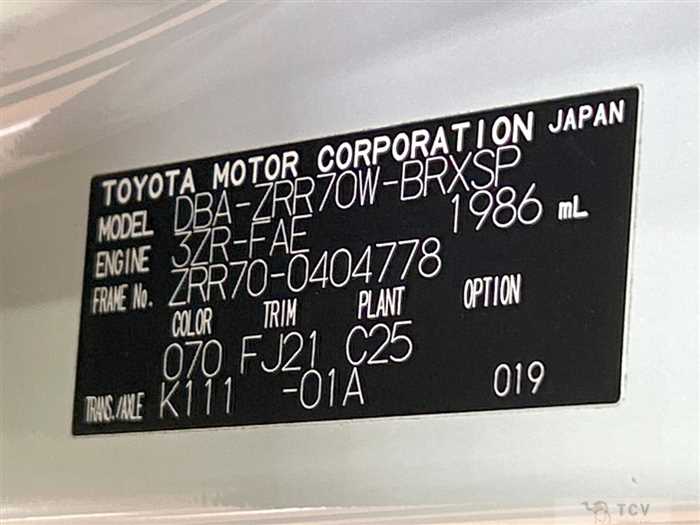 TOYOTA MOTOR CORPORATION JAPAN
MODEL DBA-ZRR70W-BRXSP
ENGINE 3ZR-FAE 1986 mL
FRAME No. ZRR70-0404778
COLOR TRIM PLANT OPTION
070 FJ21 C25
TRANS./AXLE K111 -01A 019
TCV